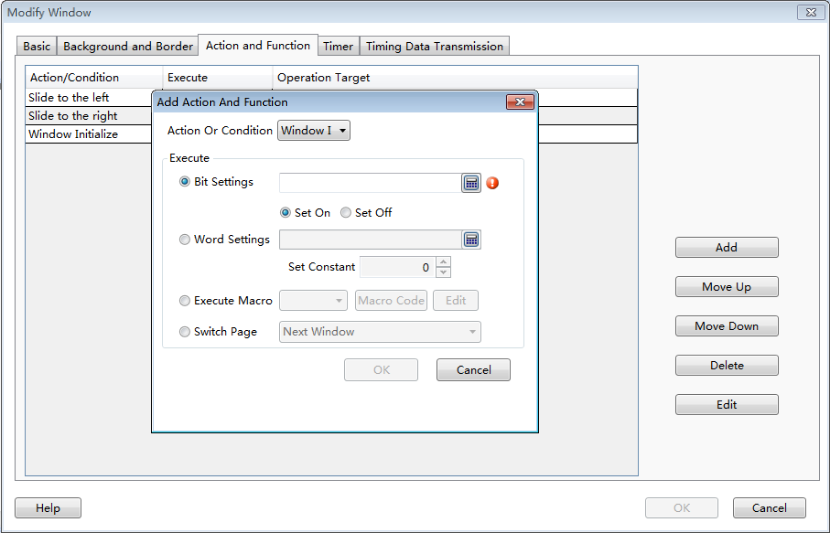 Modify Window
Basic Background and Border Action and Function Timer Timing Data Transmission
Action/Condition Execute Operation Target
Slide to the left
Slide to the right
Window Initialize
Add Action And Function
Action Or Condition Window I
Execute
Bit Settings
Set On Set Off
Word Settings
Set Constant 0
Execute Macro Macro Code Edit
Switch Page Next Window
OK Cancel
Add
Move Up
Move Down
Delete
Edit
Help OK Cancel